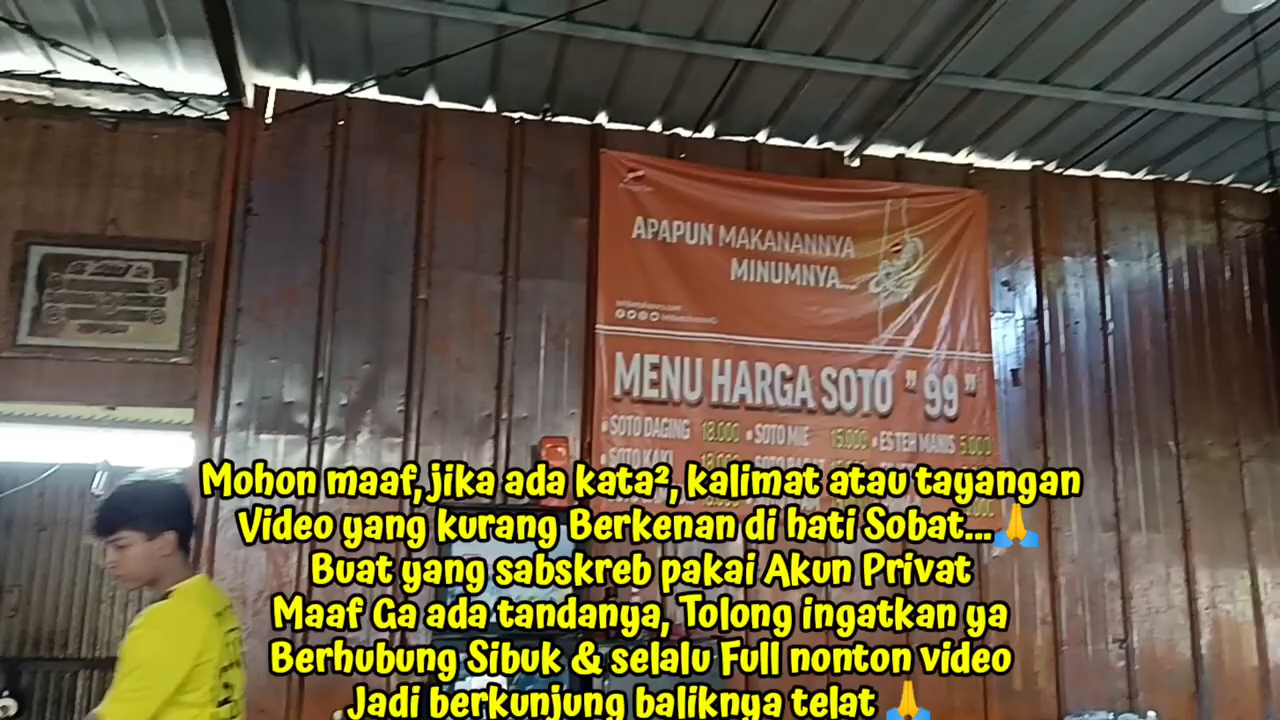 APAPUN MAKANANNYA
MINUMNYA...
MENU HARGA SOTO " 99 "
• SOTO DAGING 18.000 • SOTO MIE 15.000 • ES TEH MANIS 5.000
SOTO KAKI
Mohon maaf, jika ada kata², kalimat atau tayangan
Video yang kurang Berkenan di hati Sobat...🙏
Buat yang sabskreb pakai Akun Privat
Maaf Ga ada tandanya, Tolong ingatkan ya
Berhubung Sibuk & selalu Full nonton video
Jadi berkunjung baliknya telat 🙏